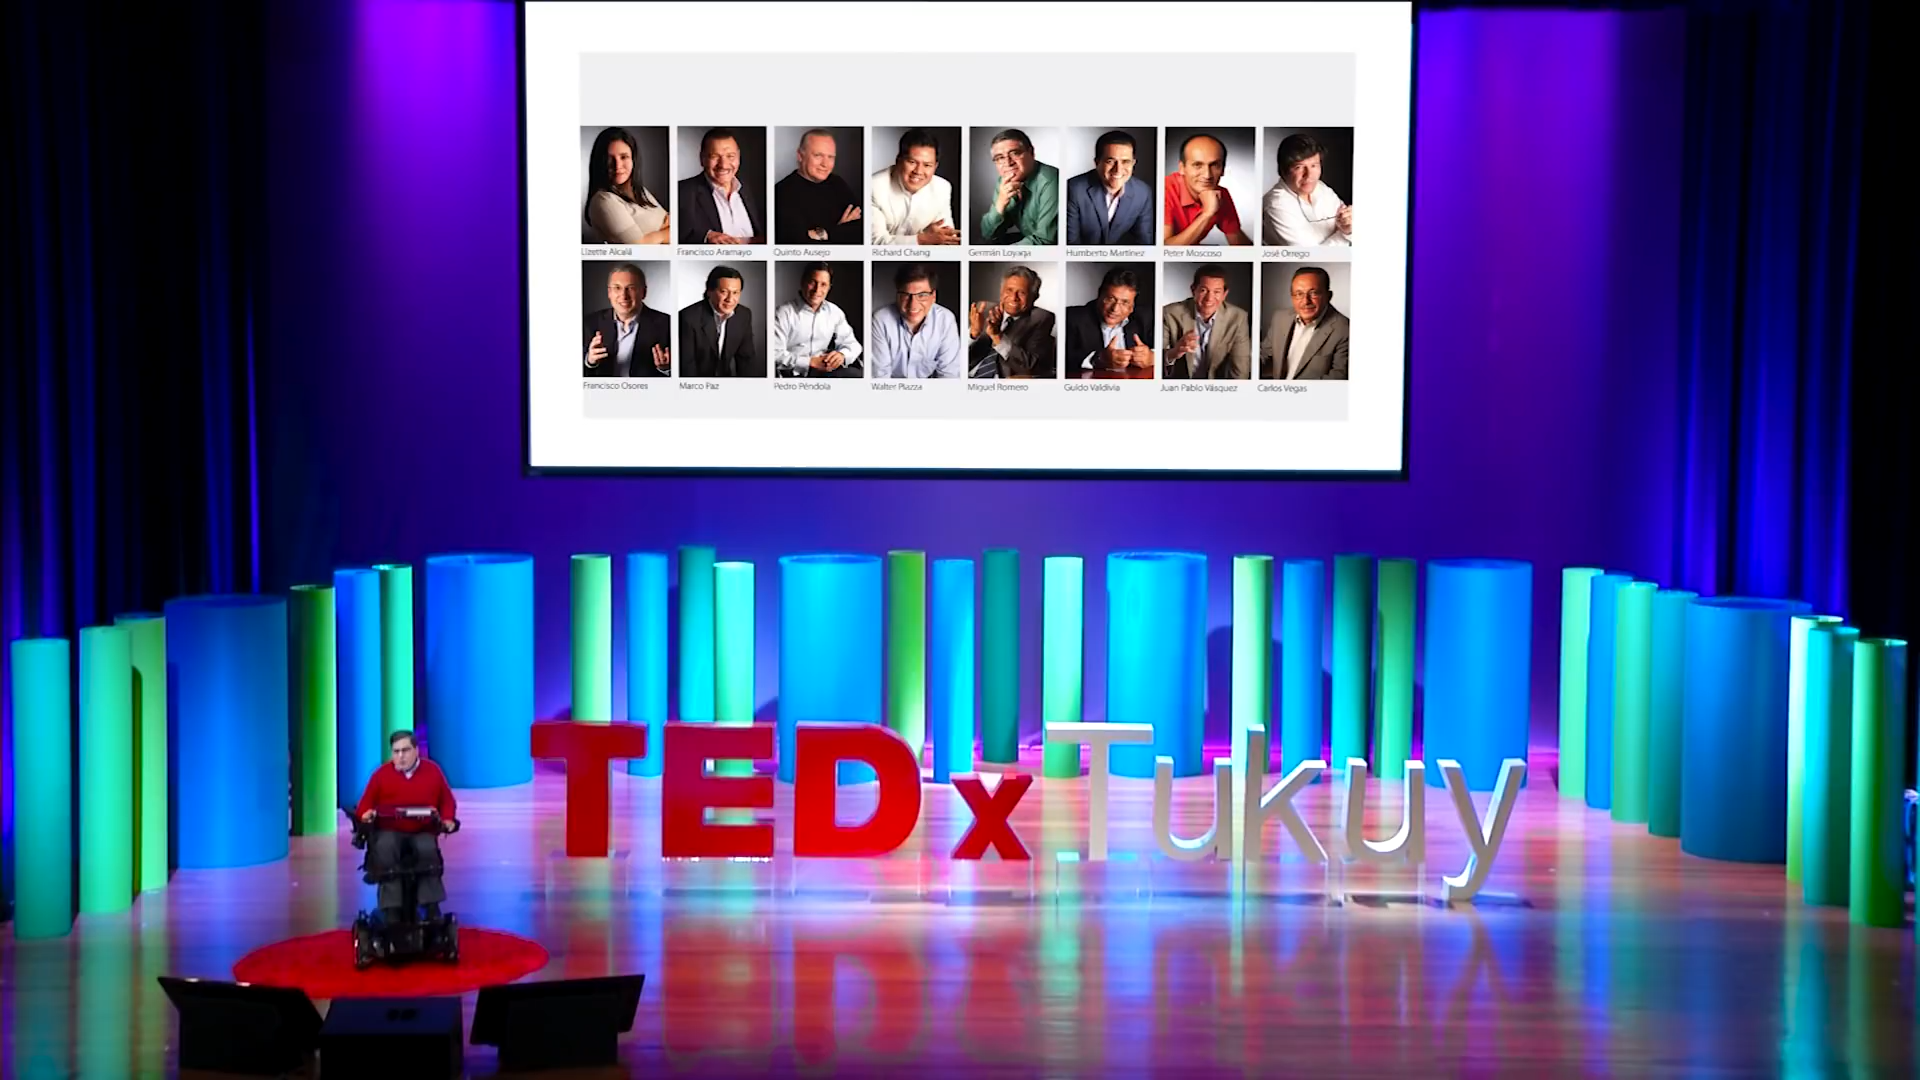 Lizette Alcalá Francisco Aramayo Quinto Ausejo Richard Chang Germán Loyaga Humberto Martínez Peter Moscoso José Orrego
Francisco Osores Marco Paz Pedro Péndola Walter Piazza Miguel Romero Guido Valdivia Juan Pablo Vásquez Carlos Vegas
TEDxTukuy